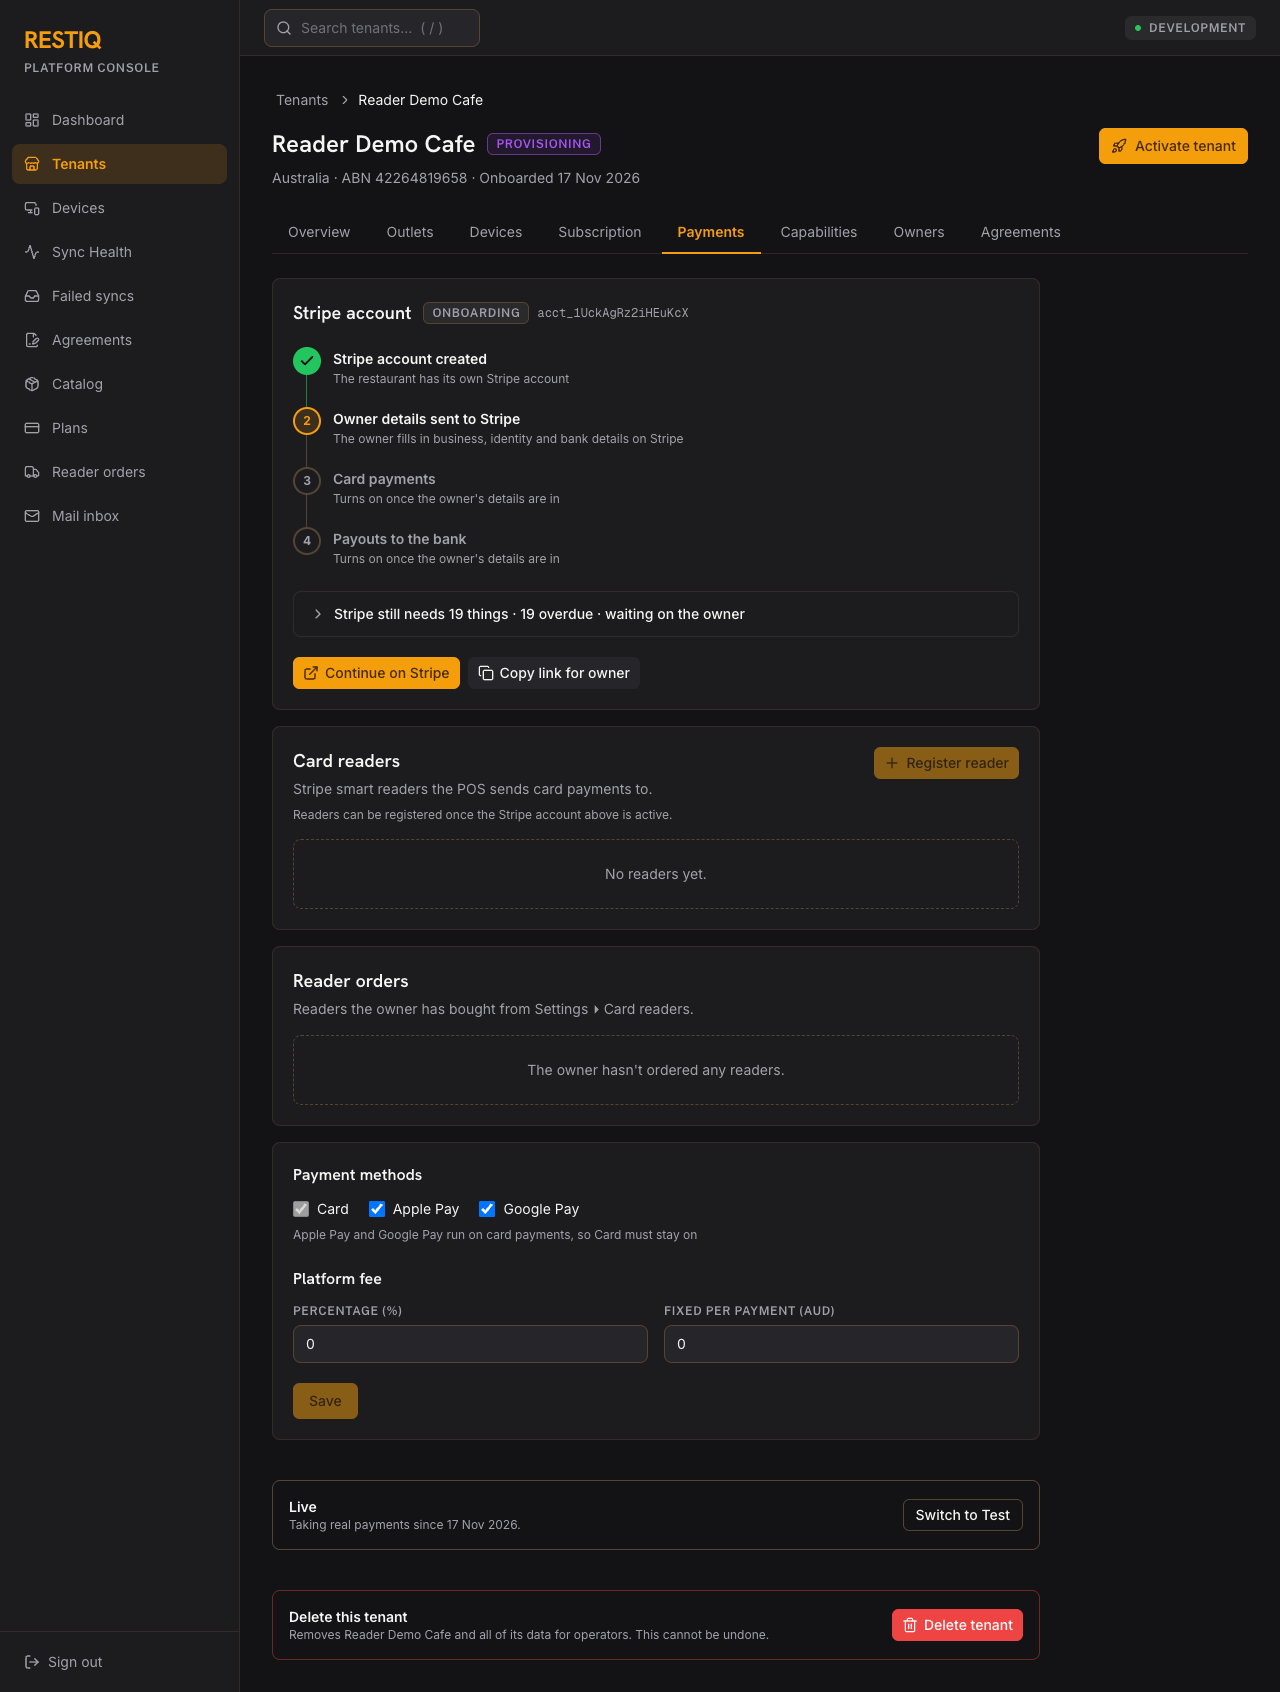 RESTIQ
PLATFORM CONSOLE
Dashboard
Tenants
Devices
Sync Health
Failed syncs
Agreements
Catalog
Plans
Reader orders
Mail inbox
Sign out
Search tenants... ( / )
DEVELOPMENT
Tenants > Reader Demo Cafe
Reader Demo Cafe PROVISIONING
Activate tenant
Australia · ABN 42264819658 · Onboarded 17 Nov 2026
Overview Outlets Devices Subscription Payments Capabilities Owners Agreements
Stripe account ONBOARDING acct_1UckAgRz2iHEuKcX
Stripe account created
The restaurant has its own Stripe account
2 Owner details sent to Stripe
The owner fills in business, identity and bank details on Stripe
3 Card payments
Turns on once the owner's details are in
4 Payouts to the bank
Turns on once the owner's details are in
Stripe still needs 19 things · 19 overdue · waiting on the owner
Continue on Stripe Copy link for owner
Card readers
Register reader
Stripe smart readers the POS sends card payments to.
Readers can be registered once the Stripe account above is active.
No readers yet.
Reader orders
Readers the owner has bought from Settings ▸ Card readers.
The owner hasn't ordered any readers.
Payment methods
Card Apple Pay Google Pay
Apple Pay and Google Pay run on card payments, so Card must stay on
Platform fee
PERCENTAGE (%) FIXED PER PAYMENT (AUD)
0 0
Save
Live
Taking real payments since 17 Nov 2026.
Switch to Test
Delete this tenant
Removes Reader Demo Cafe and all of its data for operators. This cannot be undone.
Delete tenant